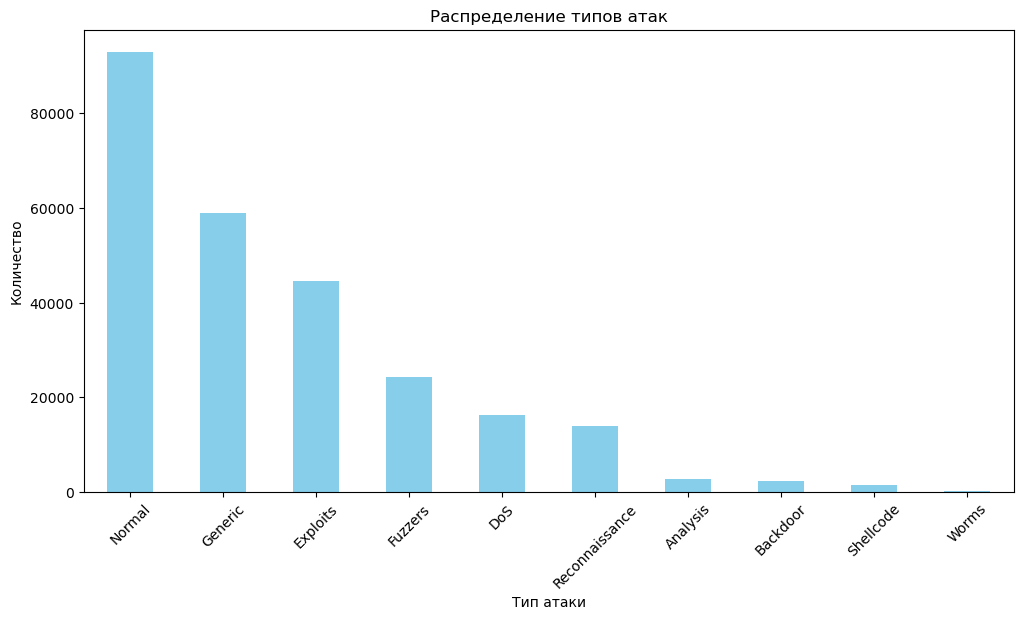 Распределение типов атак
Количество
80000
60000
40000
20000
0
Normal
Generic
Exploits
Fuzzers
DoS
Reconnaissance
Analysis
Backdoor
Shellcode
Worms
Тип атаки